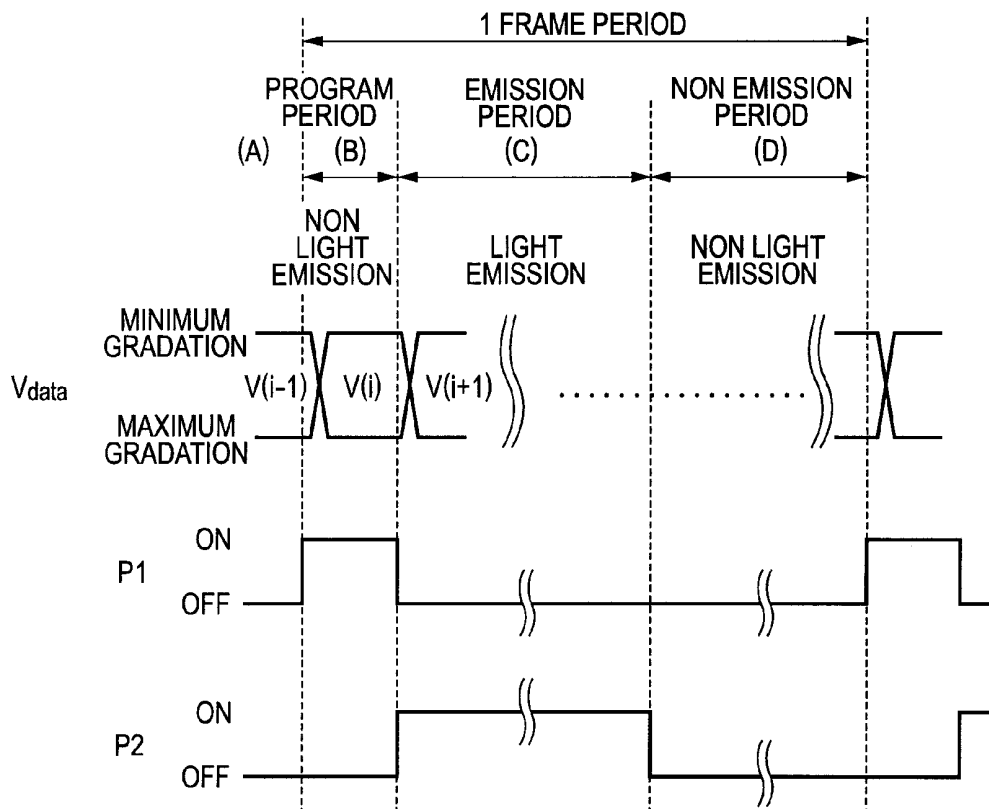 1 FRAME PERIOD
PROGRAM
PERIOD
EMISSION
PERIOD
NON EMISSION
PERIOD
(A)
(B)
(C)
(D)
NON
LIGHT
EMISSION
LIGHT
EMISSION
NON LIGHT
EMISSION
MINIMUM
GRADATION
Vdata
V(i-1)
V(i)
V(i+1)
MAXIMUM
GRADATION
ON
P1
OFF
ON
P2
OFF